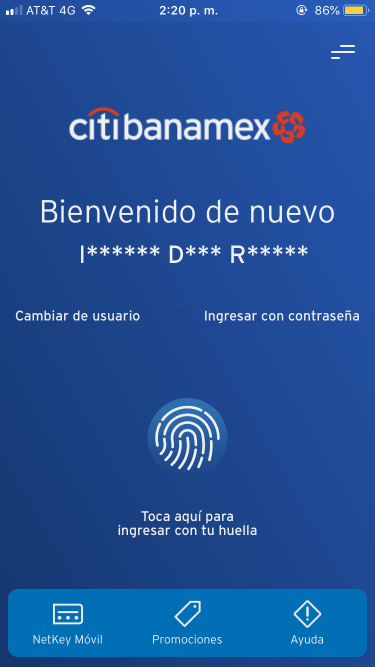 AT&T 4G 2:20 p. m. 86%
citibanamex
Bienvenido de nuevo
I****** D*** R*****
Cambiar de usuario Ingresar con contraseña
Toca aquí para
ingresar con tu huella
NetKey Móvil Promociones Ayuda